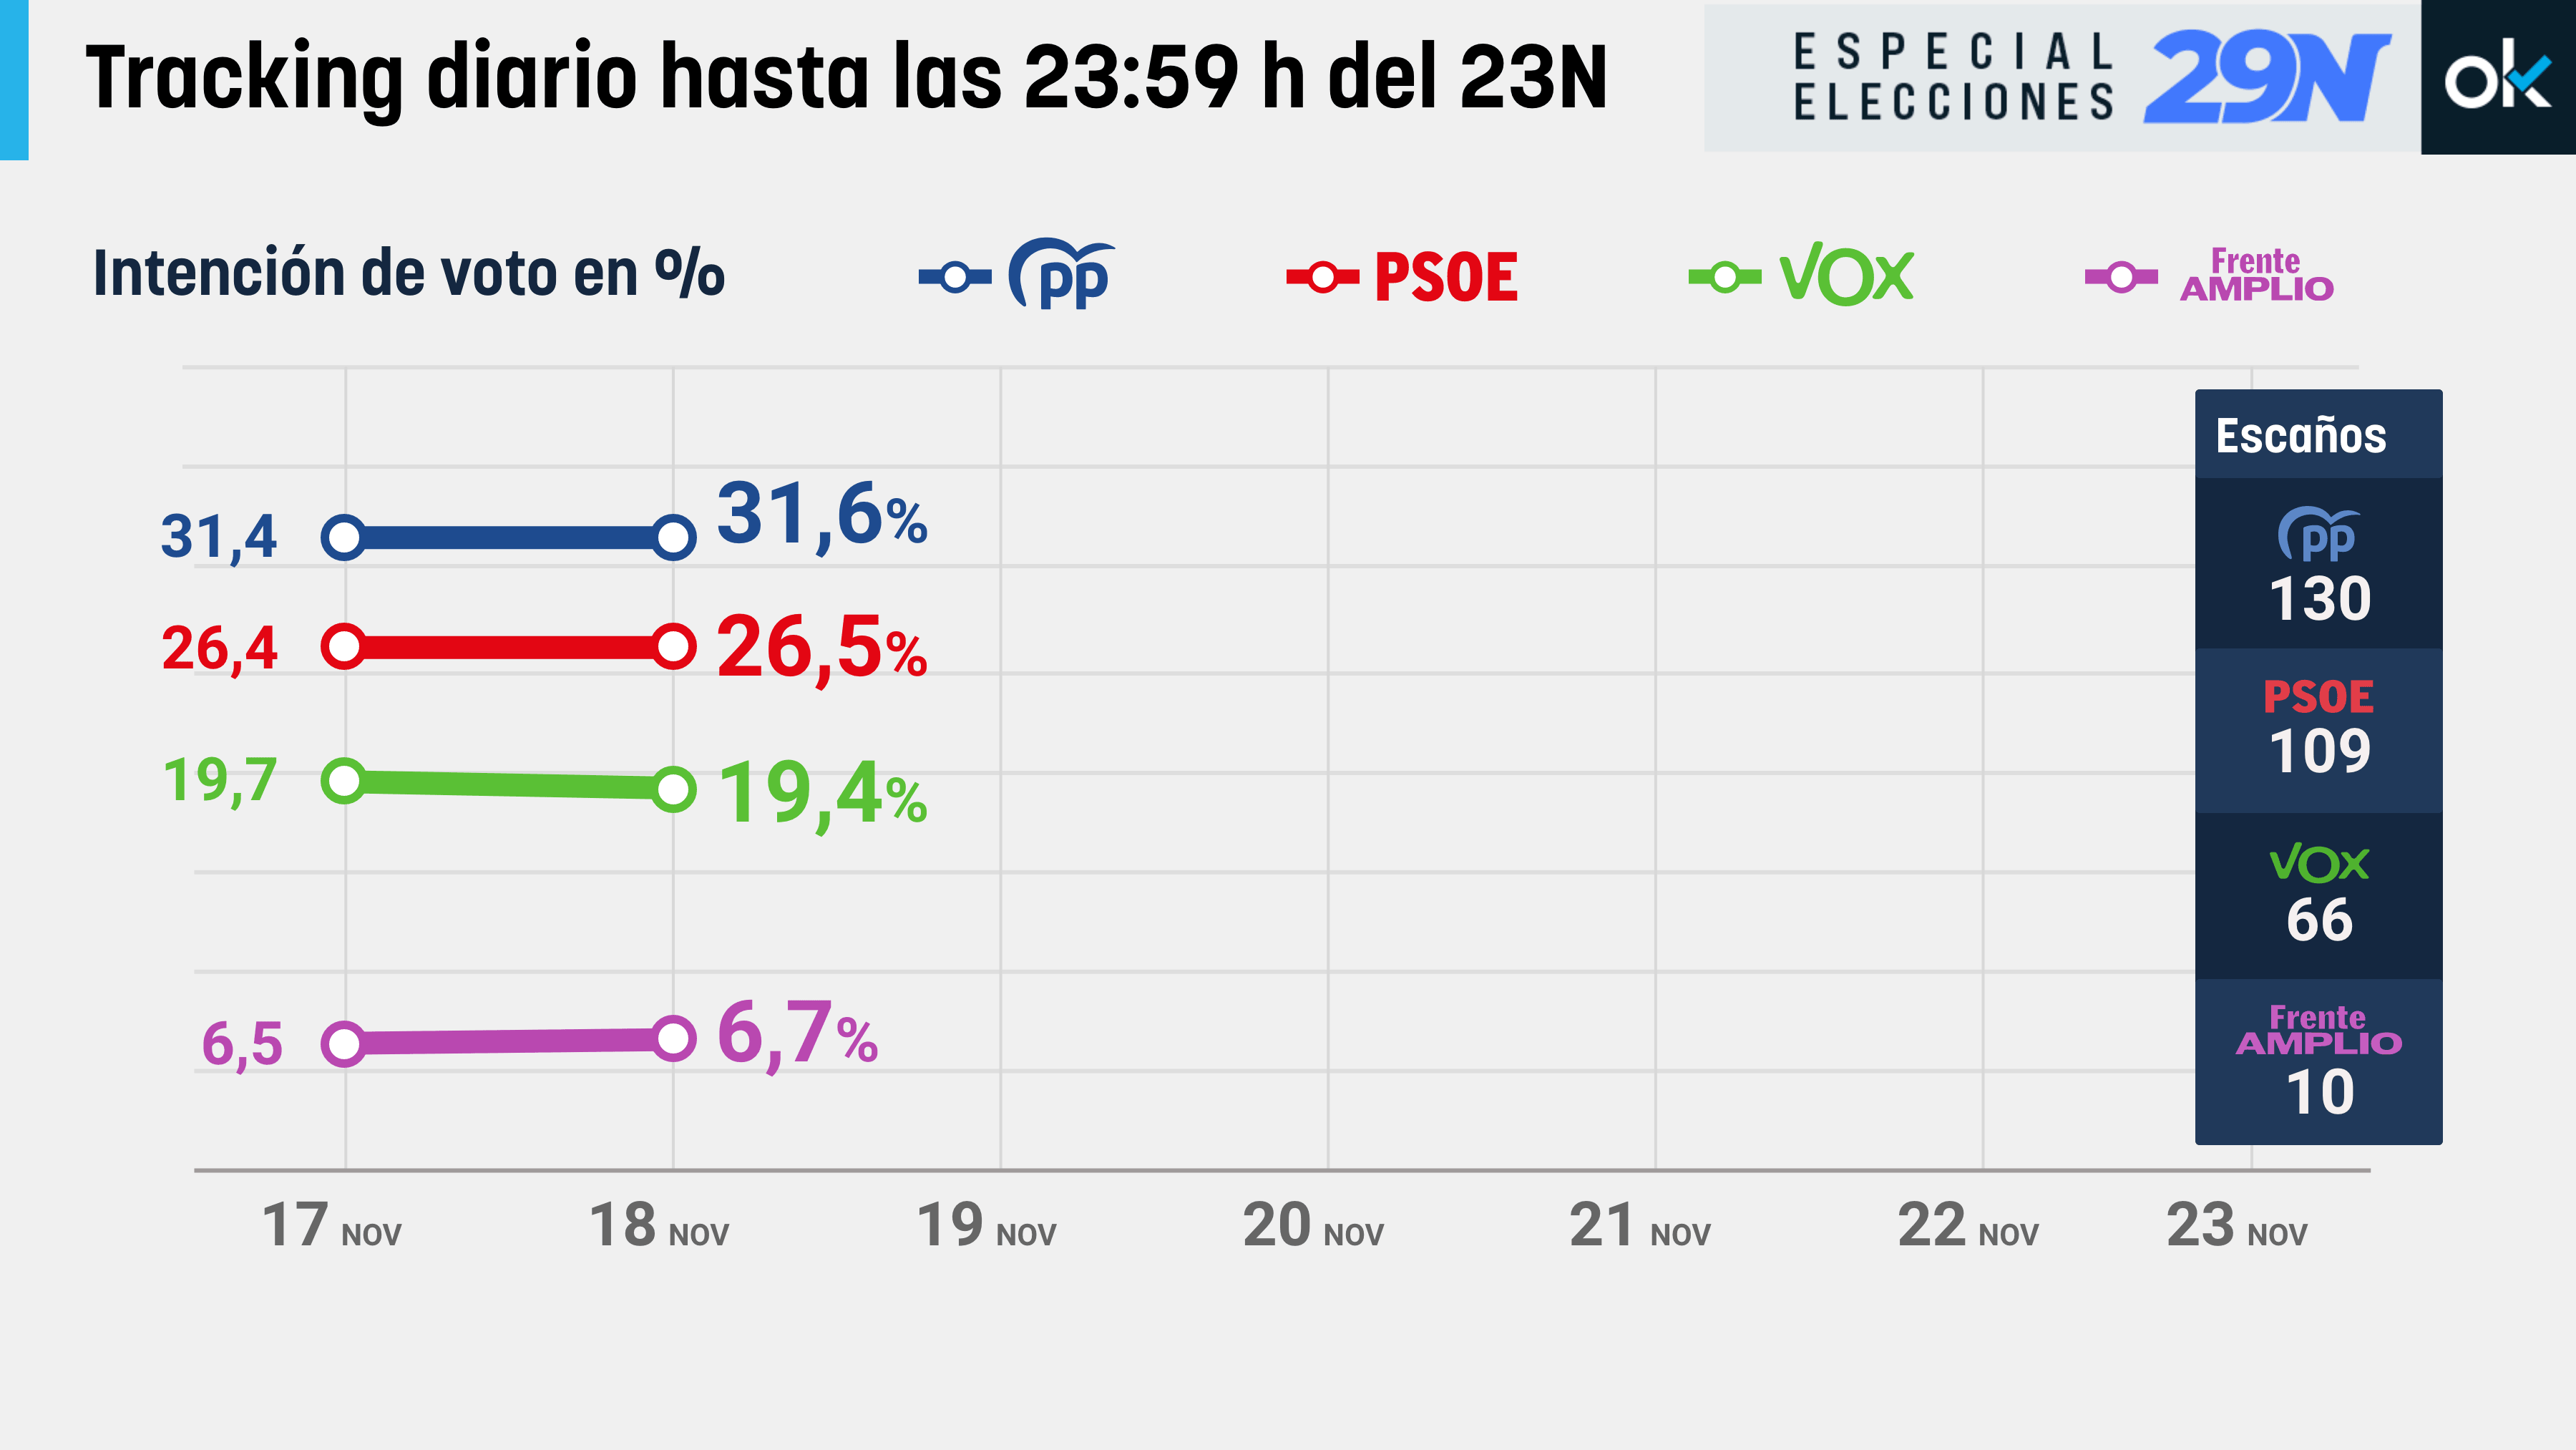 Tracking diario hasta las 23:59 h del 23N
ESPECIAL
ELECCIONES
29N
ok
Intención de voto en %
pp
PSOE
VOX
Frente
AMPLIO
Escaños
pp
130
PSOE
109
VOX
66
Frente
AMPLIO
10
31,4
31,6%
26,4
26,5%
19,7
19,4%
6,5
6,7%
17 NOV
18 NOV
19 NOV
20 NOV
21 NOV
22 NOV
23 NOV